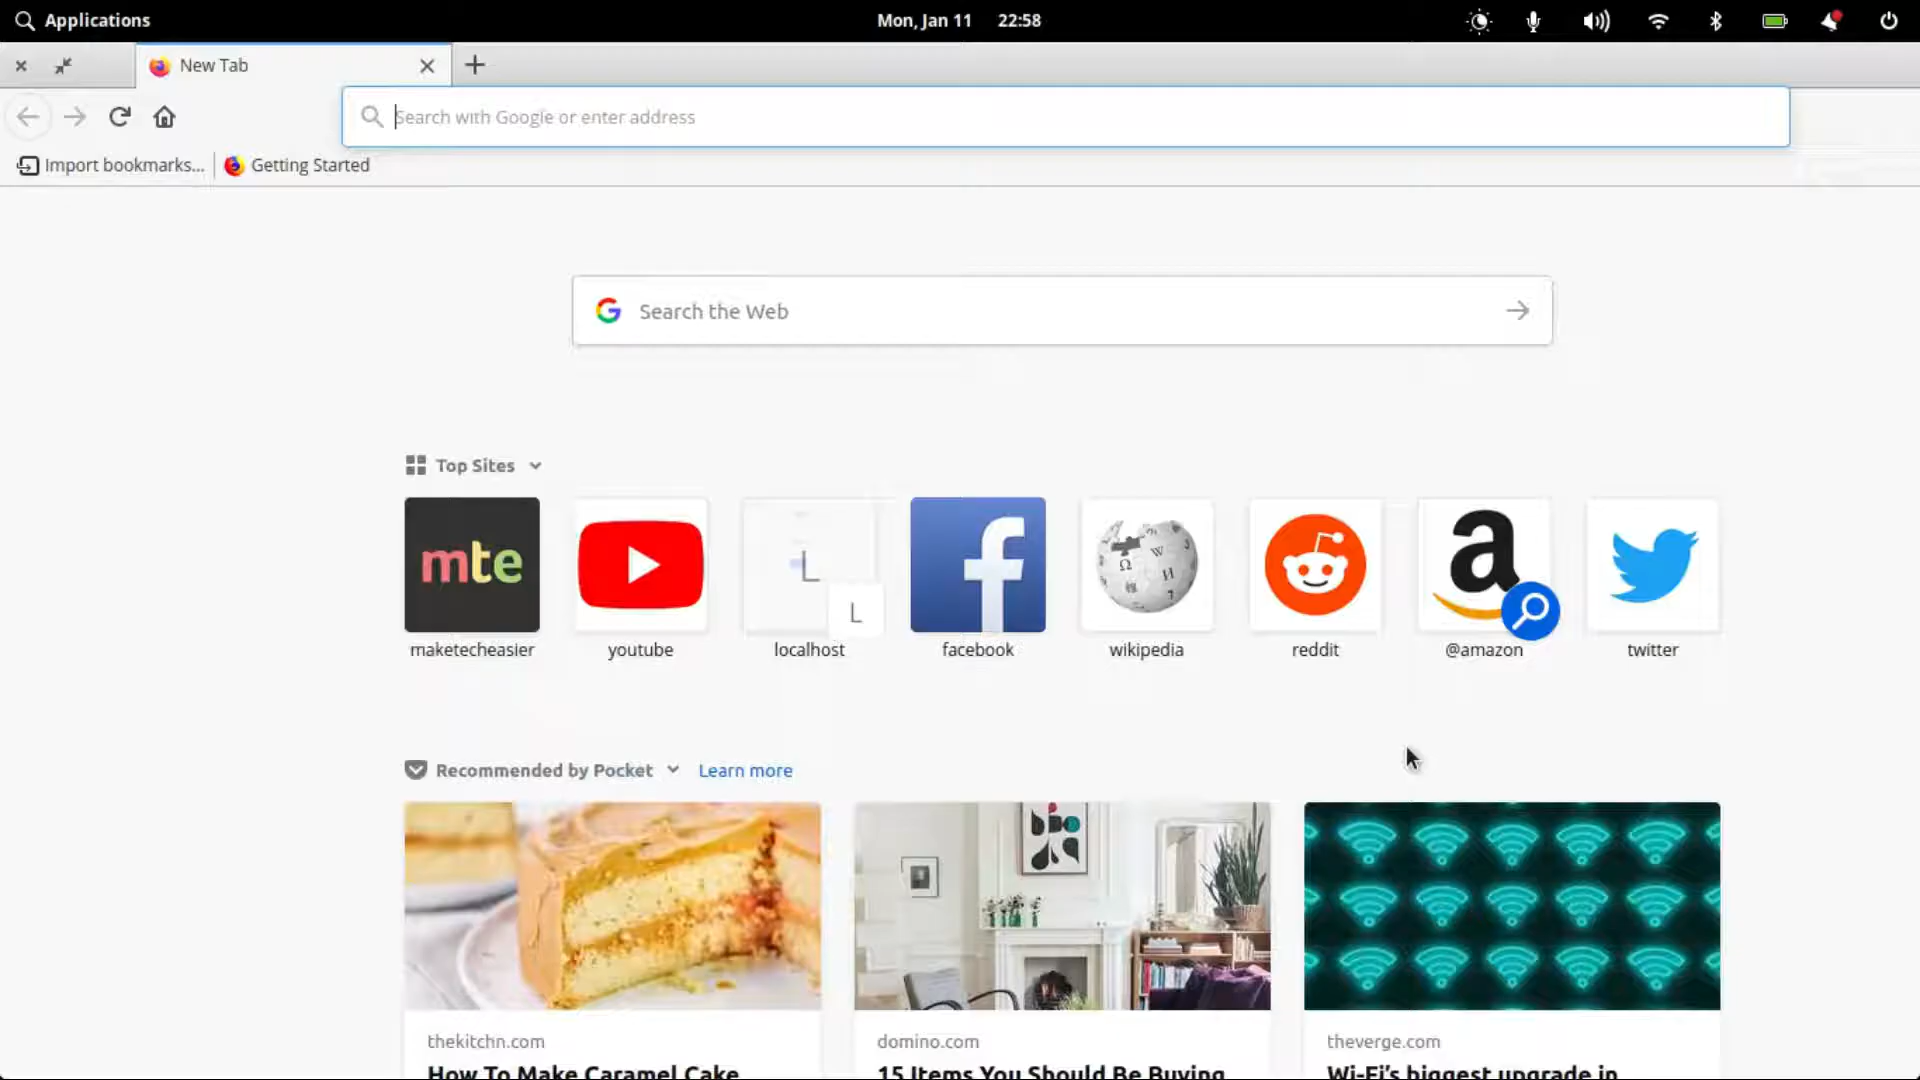 Applications
Mon, Jan 11 22:58
New Tab
Search with Google or enter address
Import bookmarks... Getting Started
Search the Web
Top Sites
mte
L
L
a
maketecheasier youtube localhost facebook wikipedia reddit @amazon twitter
Recommended by Pocket Learn more
thekitchn.com domino.com theverge.com
How To Make Caramel Cake 15 Items You Should Be Buying Wi-Fi's biggest upgrade in